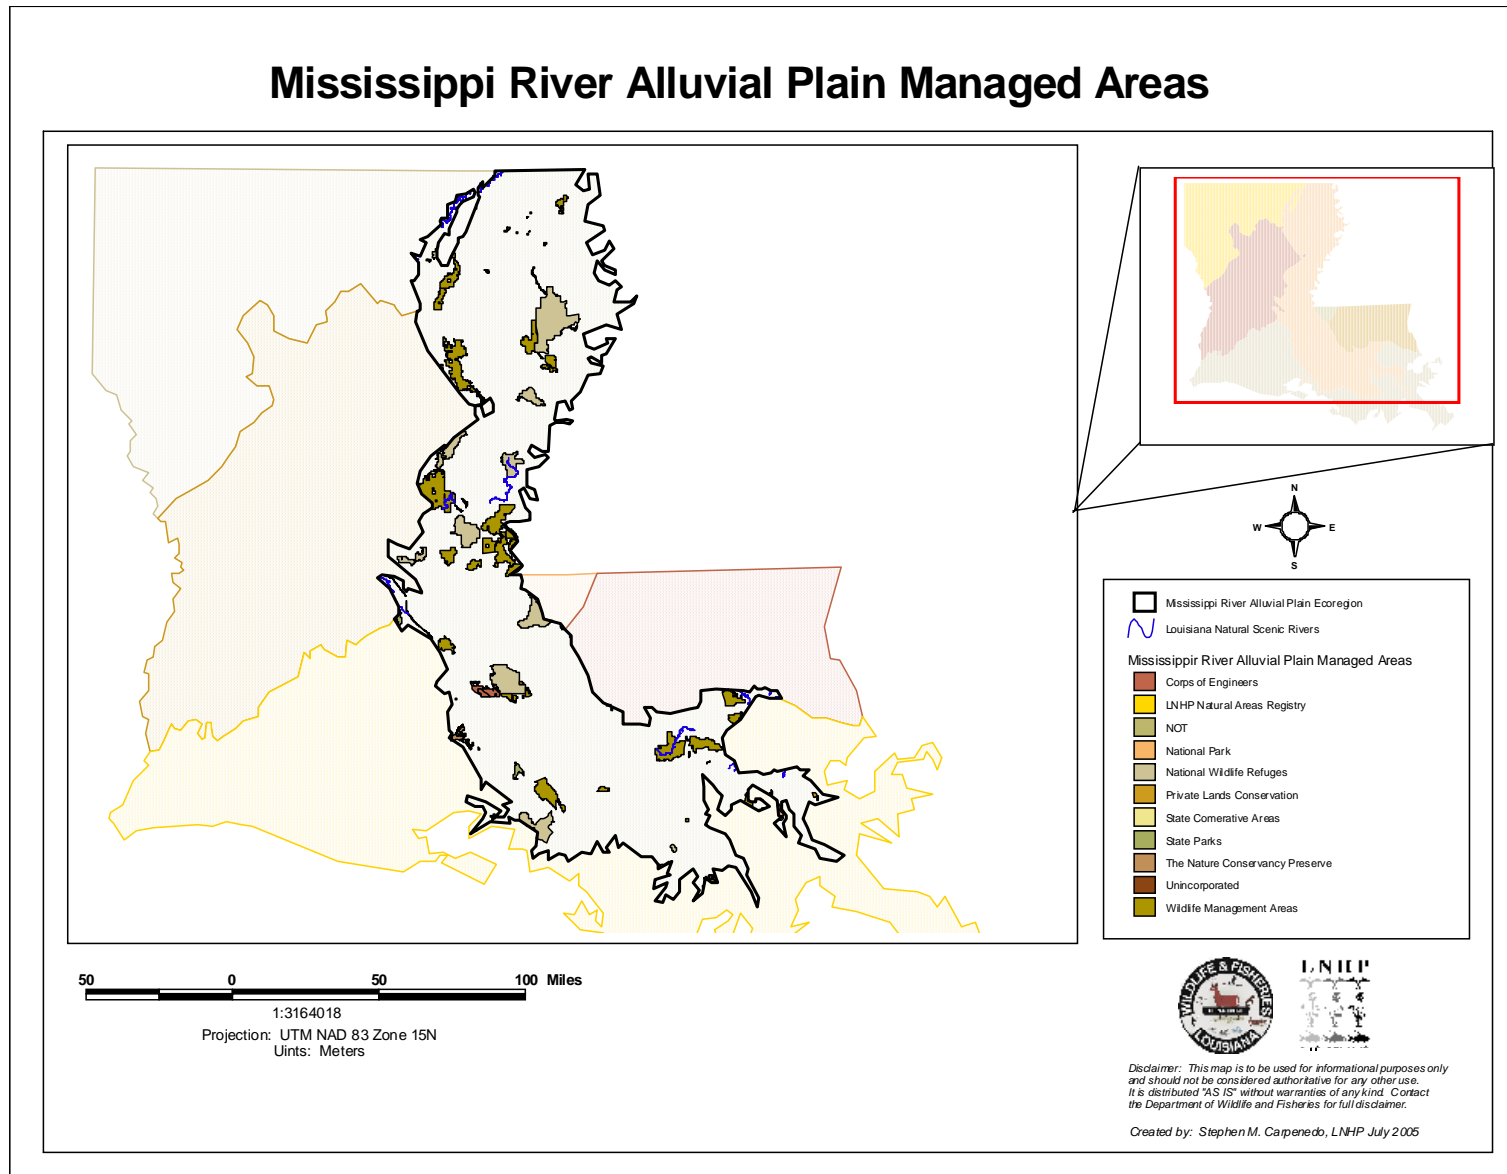 Mississippi River Alluvial Plain Managed Areas
N
W
E
S
Mississippi River Alluvial Plain Ecoregion
Louisiana Natural Scenic Rivers
Mississippir River Alluvial Plain Managed Areas
Corps of Engineers
LNHP Natural Areas Registry
NOT
National Park
National Wildlife Refuges
Private Lands Conservation
State Comerative Areas
State Parks
The Nature Conservancy Preserve
Unincorporated
Wildlife Management Areas
50 0 50 100 Miles
1:3164018
Projection: UTM NAD 83 Zone 15N
Uints: Meters
WILDLIFE & FISHERIES
LOUISIANA
LNHP
Disclaimer: This map is to be used for informational purposes only
and should not be considered authoritative for any other use.
It is distributed "AS IS" without warranties of any kind. Contact
the Department of Wildlife and Fisheries for full disclaimer.
Created by: Stephen M. Carpenedo, LNHP July 2005